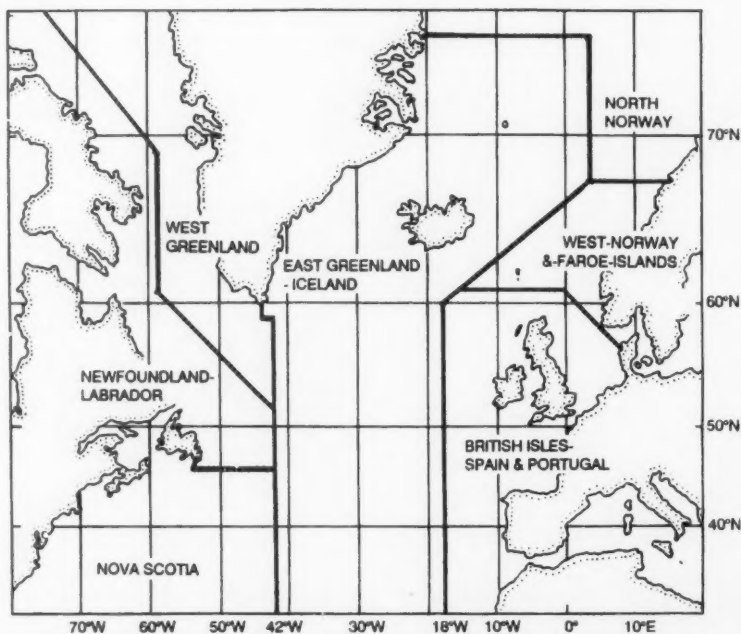 NORTH
NORWAY
70°N
WEST
GREENLAND
EAST GREENLAND
- ICELAND
WEST-NORWAY
&-FAROE-ISLANDS
60°N
NEWFOUNDLAND-
LABRADOR
50°N
BRITISH ISLES-
SPAIN & PORTUGAL
40°N
NOVA SCOTIA
70°W 60°W 50°W 42°W 30°W 18°W 10°W 0° 10°E